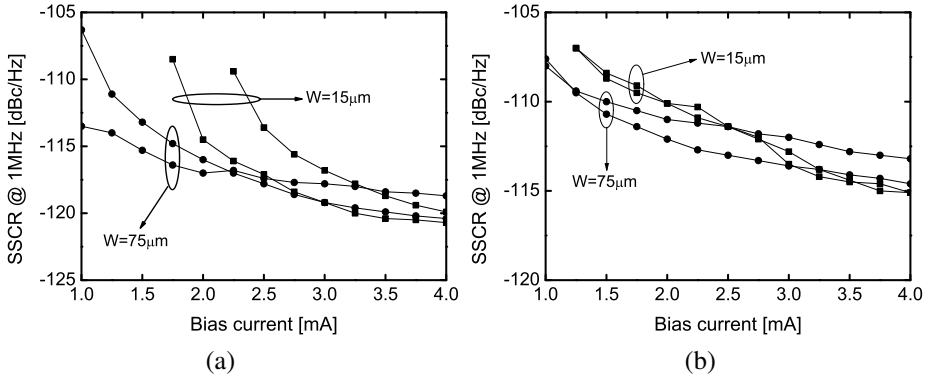 -105
-110
-115
-120
-125
SSCR @ 1MHz [dBc/Hz]
W=15μm
W=75μm
1.0 1.5 2.0 2.5 3.0 3.5 4.0
Bias current [mA]
(a)
-105
-110
-115
-120
SSCR @ 1MHz [dBc/Hz]
W=15μm
W=75μm
1.0 1.5 2.0 2.5 3.0 3.5 4.0
Bias current [mA]
(b)